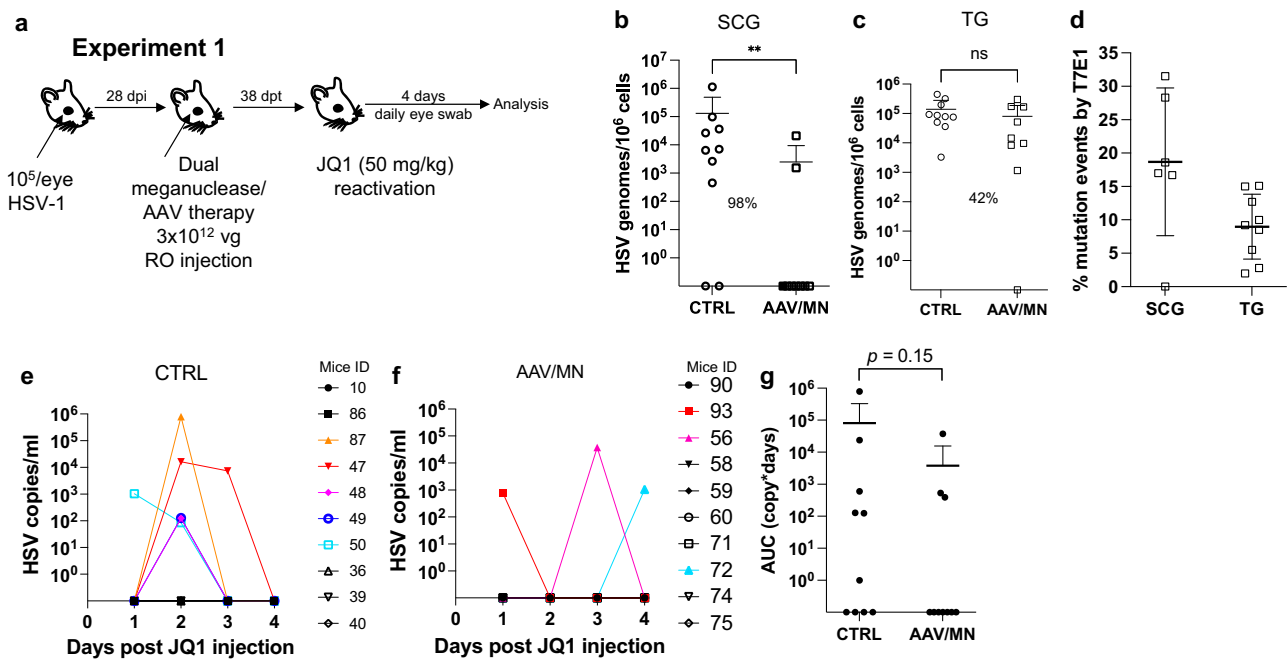 a
Experiment 1
28 dpi
38 dpt
4 days
daily eye swab
Analysis
10⁵/eye
HSV-1
Dual
meganuclease/
AAV therapy
3x10¹² vg
RO injection
JQ1 (50 mg/kg)
reactivation
b
SCG
**
HSV genomes/10⁶ cells
10⁷
10⁶
10⁵
10⁴
10³
10²
10¹
10⁰
98%
CTRL
AAV/MN
c
TG
ns
HSV genomes/10⁶ cells
10⁶
10⁵
10⁴
10³
10²
10¹
10⁰
42%
CTRL
AAV/MN
d
% mutation events by T7E1
35
30
25
20
15
10
5
0
SCG
TG
e
CTRL
HSV copies/ml
10⁶
10⁵
10⁴
10³
10²
10¹
10⁰
0 1 2 3 4
Days post JQ1 injection
Mice ID
10
86
87
47
48
49
50
36
39
40
f
AAV/MN
HSV copies/ml
10⁶
10⁵
10⁴
10³
10²
10¹
10⁰
0 1 2 3 4
Days post JQ1 injection
Mice ID
90
93
56
58
59
60
71
72
74
75
g
p = 0.15
AUC (copy*days)
10⁶
10⁵
10⁴
10³
10²
10¹
10⁰
CTRL
AAV/MN